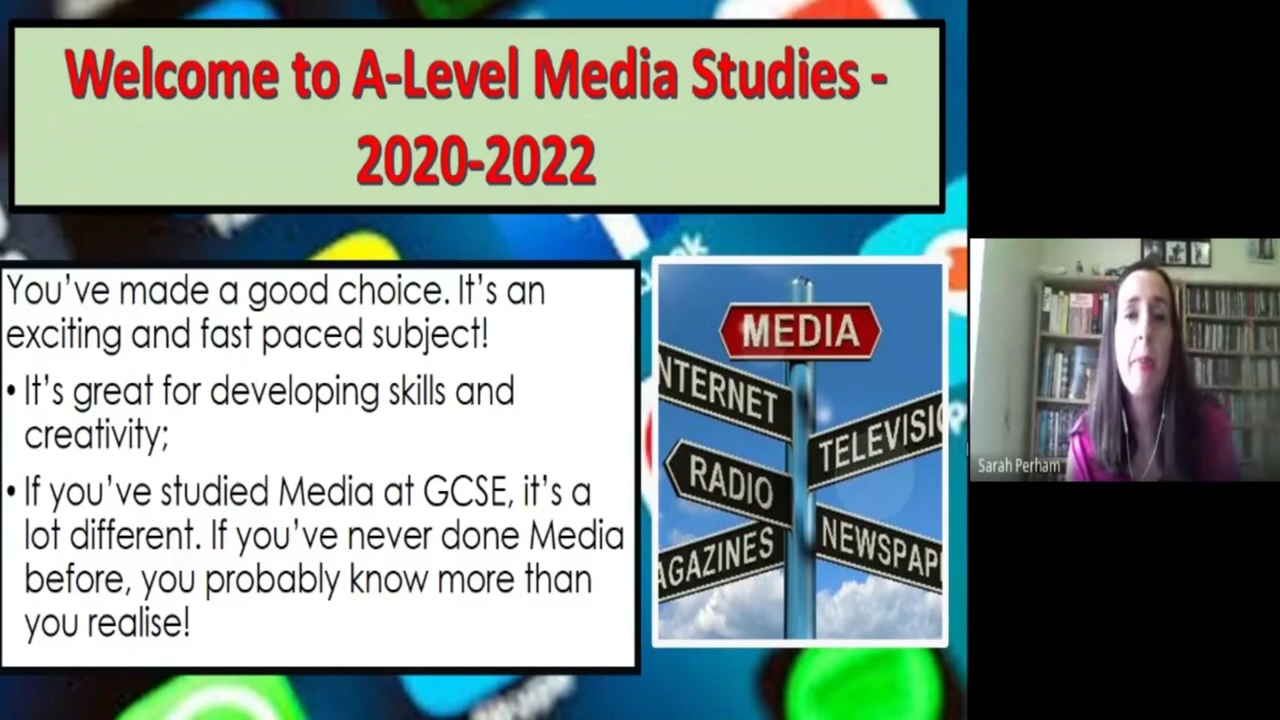 Welcome to A-Level Media Studies -
2020-2022
You've made a good choice. It's an
exciting and fast paced subject!
• It's great for developing skills and
creativity;
• If you've studied Media at GCSE, it's a
lot different. If you've never done Media
before, you probably know more than
you realise!
MEDIA
NTERNET
TELEVISI
RADIO
NEWSPAP
AGAZINES
Sarah Perham